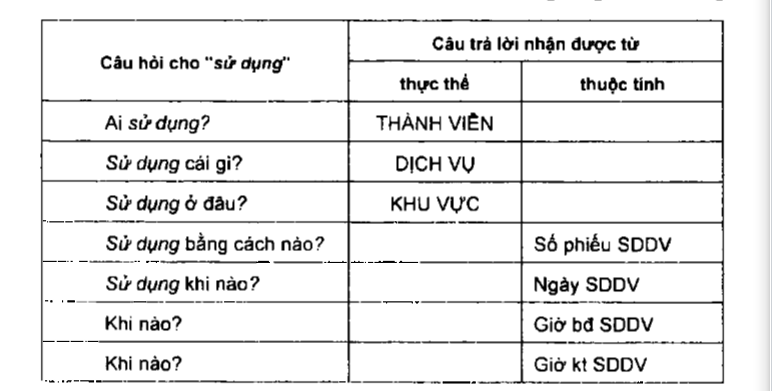 Câu hỏi cho "sử dụng"
Câu trả lời nhận được từ
thực thể
thuộc tính
Ai sử dụng?
THÀNH VIÊN
Sử dụng cái gì?
DỊCH VỤ
Sử dụng ở đâu?
KHU VỰC
Sử dụng bằng cách nào?
Số phiếu SDDV
Sử dụng khi nào?
Ngày SDDV
Khi nào?
Giờ bđ SDDV
Khi nào?
Giờ kt SDDV